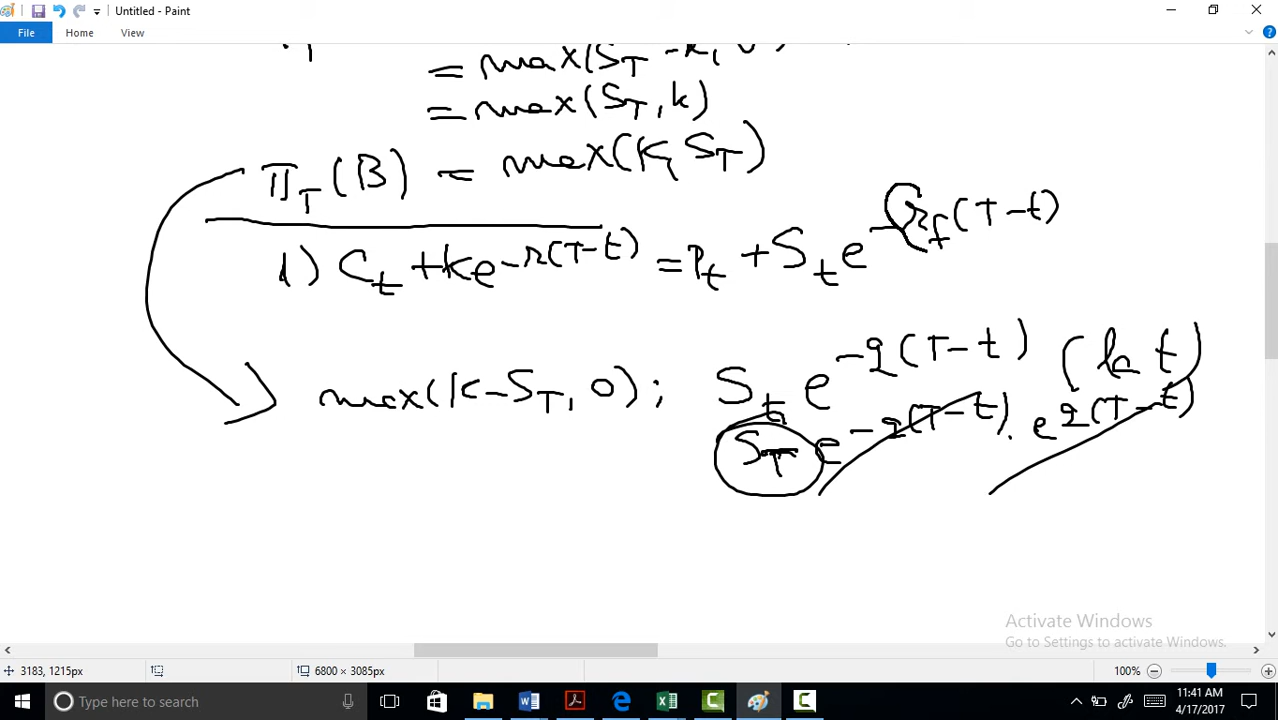 Untitled - Paint
File Home View
= max(S_T - K, 0)
= max(S_T, k)
Π_T (B) = max(K, S_T)
1) C_t + ke^{-r(T-t)} = P_t + S_t e^{-r_f(T-t)}
max(K-S_T, 0); S_t e^{-q(T-t)} (la t)
S_T e^{-q(T-t)} . e^{q(T-t)}
Activate Windows
Go to Settings to activate Windows.
3183, 1215px 6800 × 3085px 100%
Type here to search 11:41 AM
4/17/2017